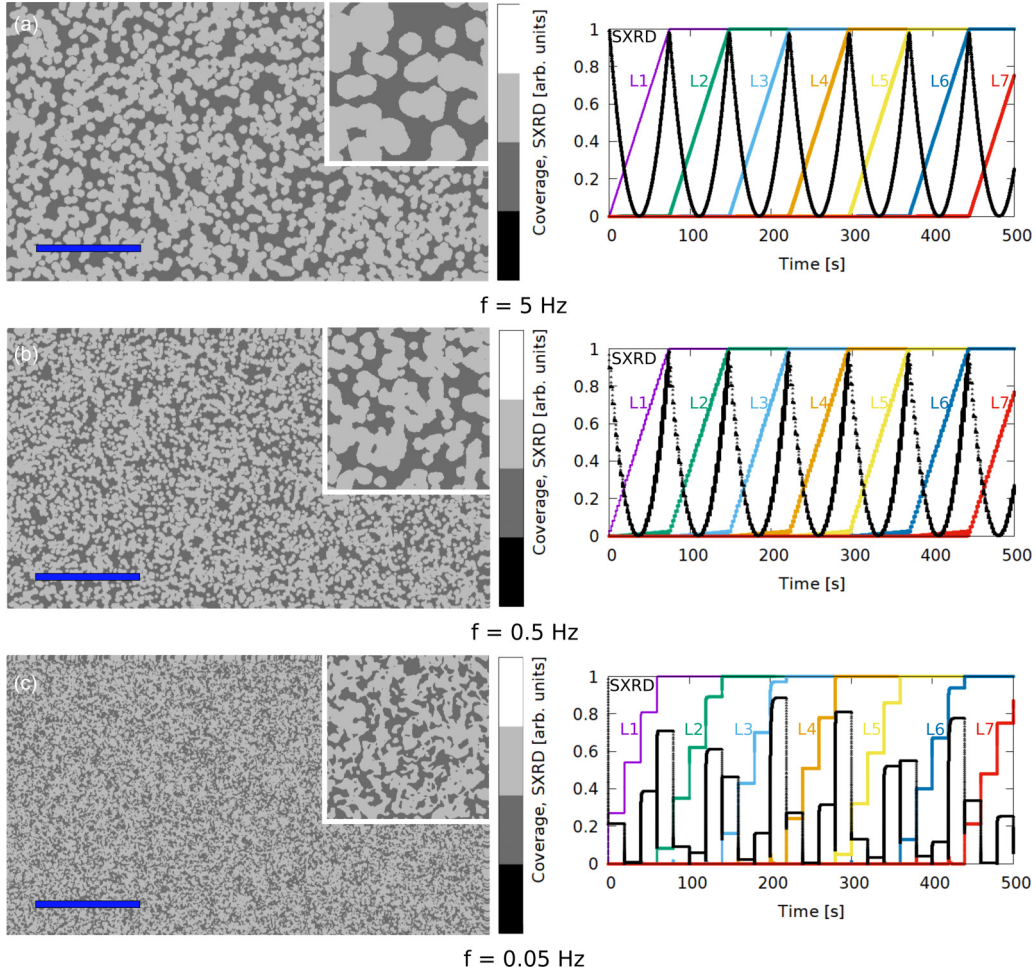 (a)
Coverage, SXRD [arb. units]
1
0.8
0.6
0.4
0.2
0
SXRD
L1 L2 L3 L4 L5 L6 L7
0 100 200 300 400 500
Time [s]
f = 5 Hz
(b)
Coverage, SXRD [arb. units]
1
0.8
0.6
0.4
0.2
0
SXRD
L1 L2 L3 L4 L5 L6 L7
0 100 200 300 400 500
Time [s]
f = 0.5 Hz
(c)
Coverage, SXRD [arb. units]
1
0.8
0.6
0.4
0.2
0
SXRD
L1 L2 L3 L4 L5 L6 L7
0 100 200 300 400 500
Time [s]
f = 0.05 Hz